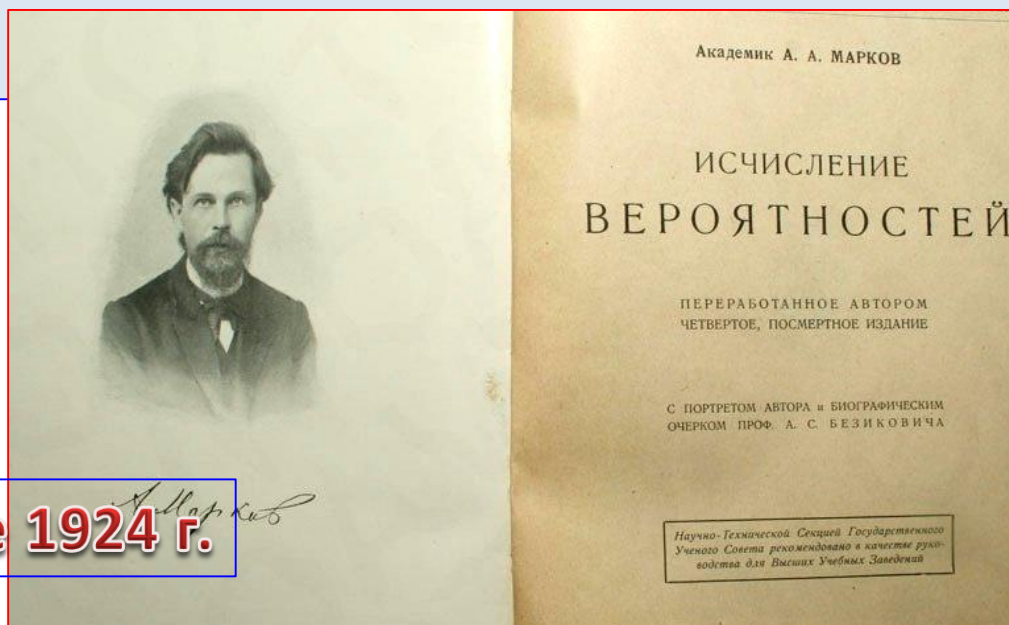 А. Марков
е 1924 г.
Академик А. А. МАРКОВ
ИСЧИСЛЕНИЕ
ВЕРОЯТНОСТЕЙ
ПЕРЕРАБОТАННОЕ АВТОРОМ
ЧЕТВЕРТОЕ, ПОСМЕРТНОЕ ИЗДАНИЕ
С ПОРТРЕТОМ АВТОРА и БИОГРАФИЧЕСКИМ
ОЧЕРКОМ ПРОФ. А. С. БЕЗИКОВИЧА
Научно-Технической Секцией Государственного
Ученого Совета рекомендовано в качестве руко-
водства для Высших Учебных Заведений